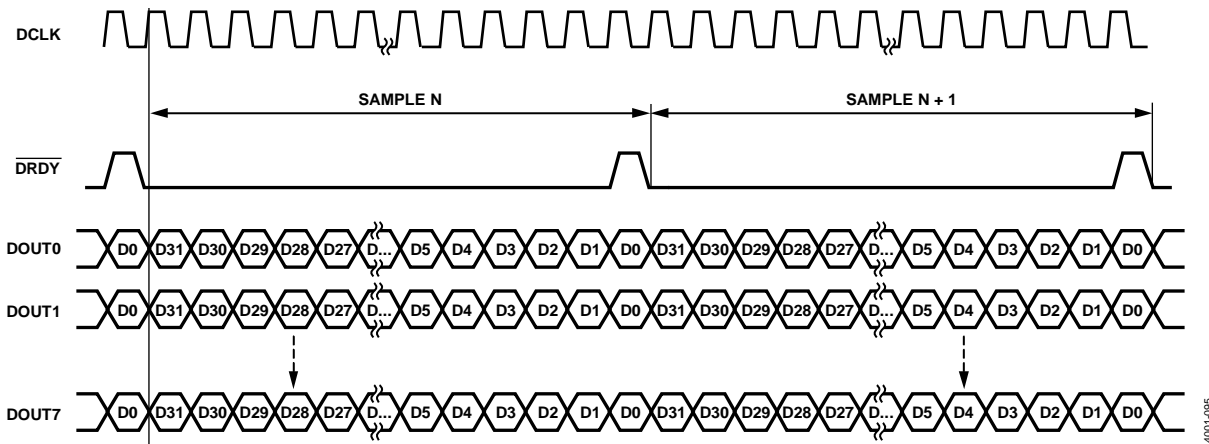 DCLK
SAMPLE N
SAMPLE N + 1
DRDY
DOUT0
D0 D31 D30 D29 D28 D27 D... D5 D4 D3 D2 D1 D0 D31 D30 D29 D28 D27 D... D5 D4 D3 D2 D1 D0
DOUT1
D0 D31 D30 D29 D28 D27 D... D5 D4 D3 D2 D1 D0 D31 D30 D29 D28 D27 D... D5 D4 D3 D2 D1 D0
DOUT7
D0 D31 D30 D29 D28 D27 D... D5 D4 D3 D2 D1 D0 D31 D30 D29 D28 D27 D... D5 D4 D3 D2 D1 D0
4001-095